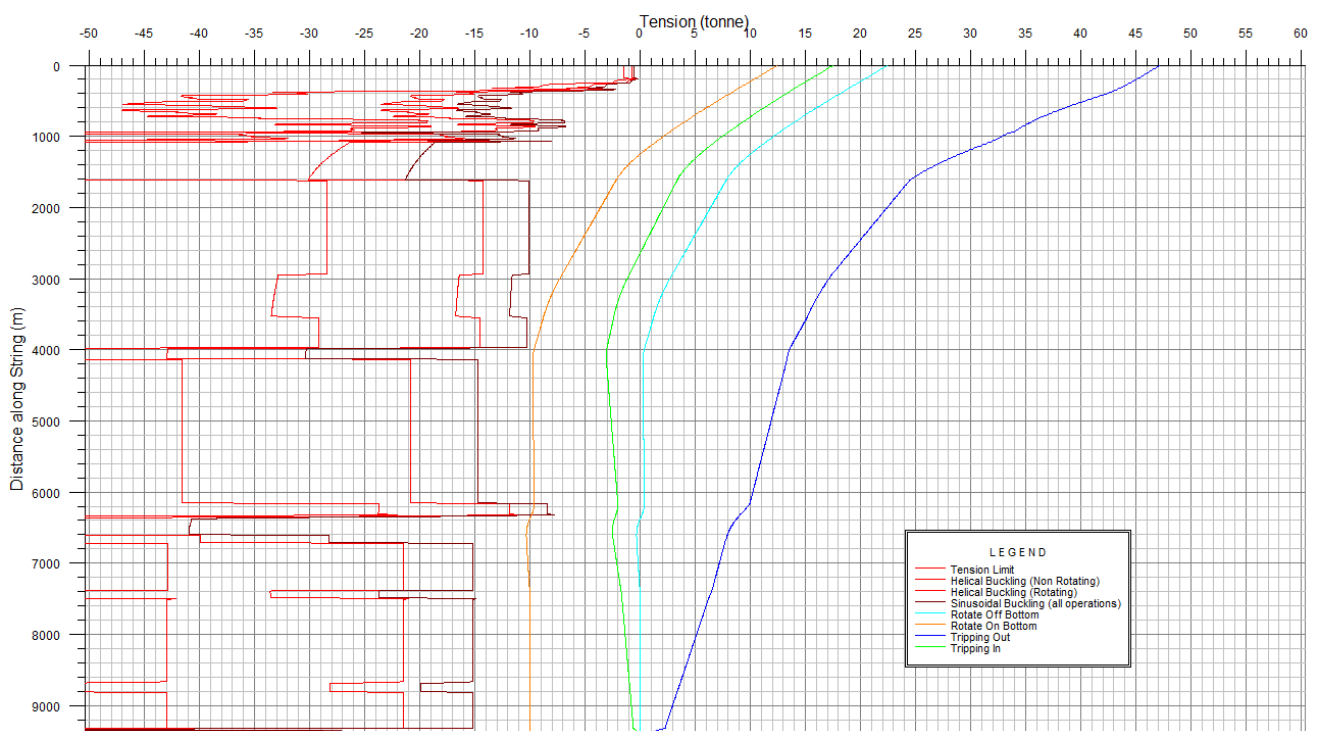 Tension (tonne)
-50 -45 -40 -35 -30 -25 -20 -15 -10 -5 0 5 10 15 20 25 30 35 40 45 50 55 60
Distance along String (m)
0
1000
2000
3000
4000
5000
6000
7000
8000
9000
LEGEND
Tension Limit
Helical Buckling (Non Rotating)
Helical Buckling (Rotating)
Sinusoidal Buckling (all operations)
Rotate Off Bottom
Rotate On Bottom
Tripping Out
Tripping In